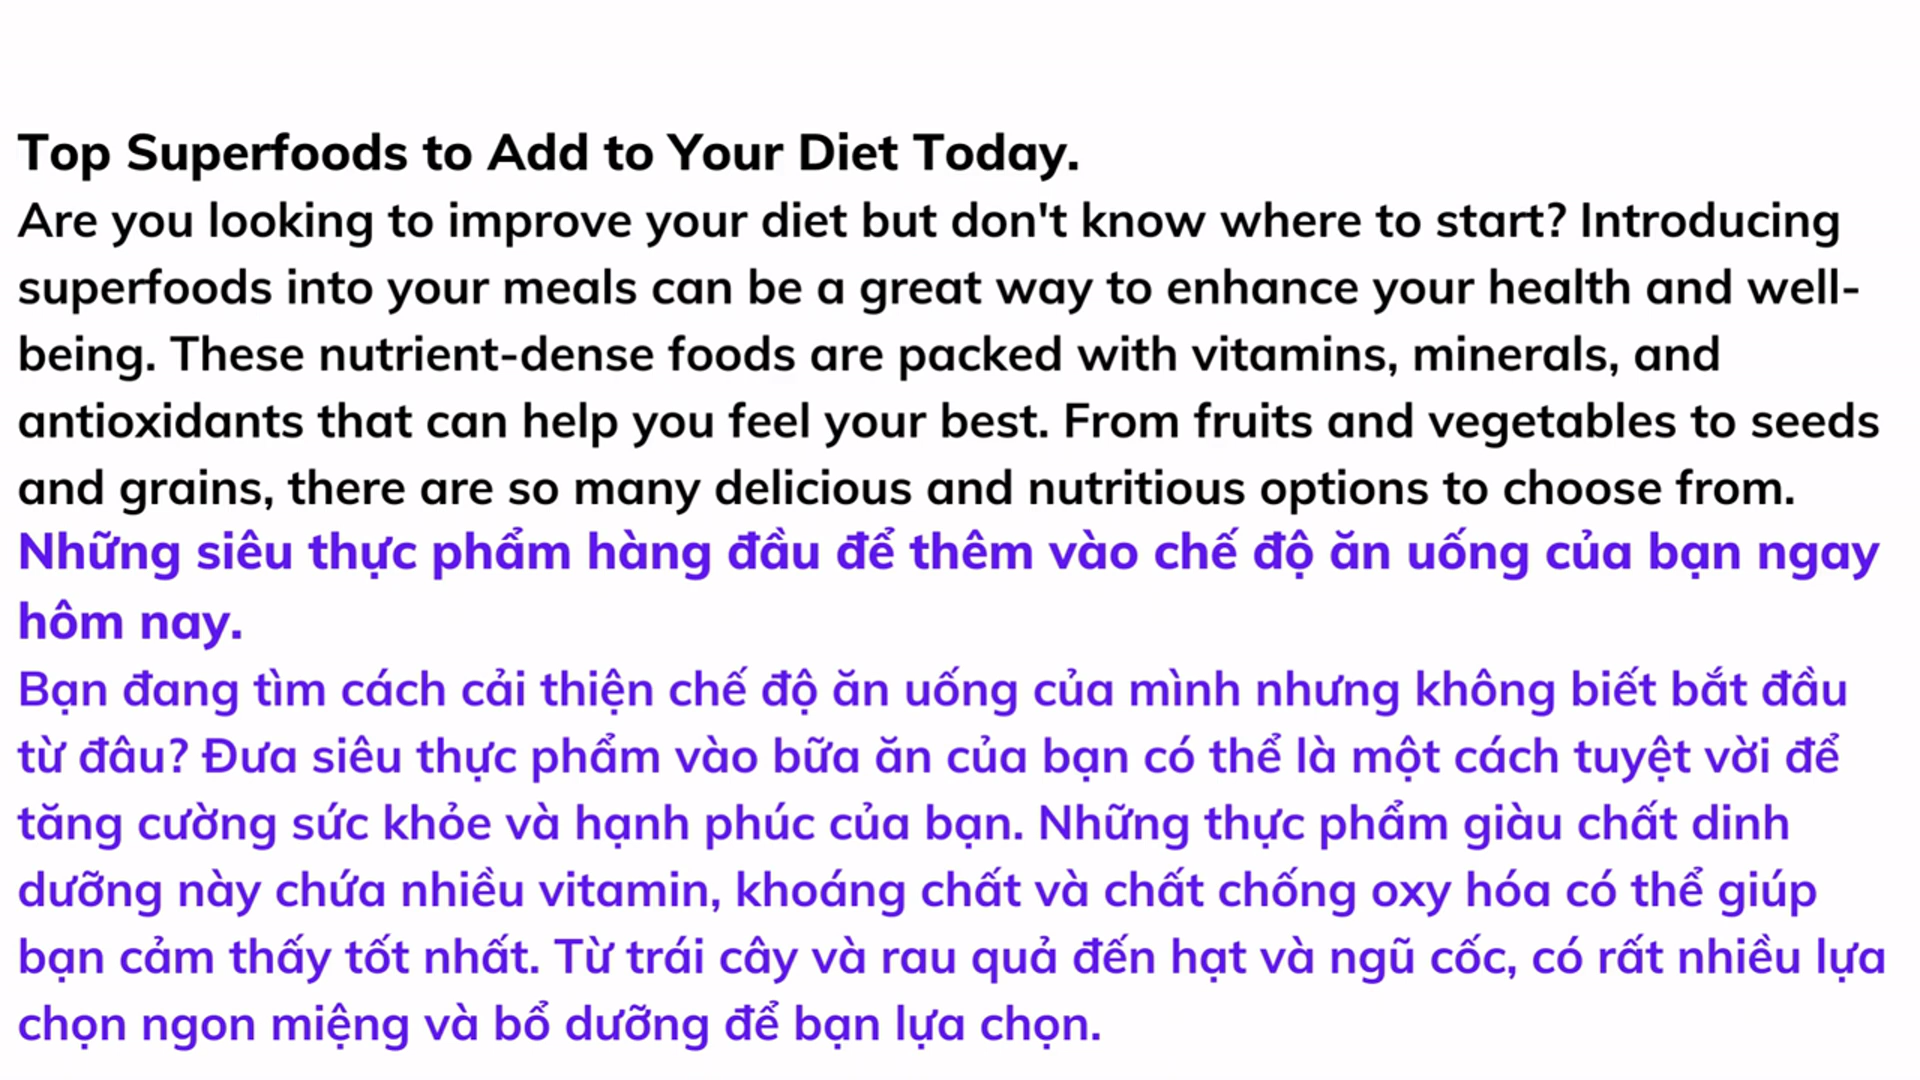 Top Superfoods to Add to Your Diet Today.
Are you looking to improve your diet but don't know where to start? Introducing
superfoods into your meals can be a great way to enhance your health and well-
being. These nutrient-dense foods are packed with vitamins, minerals, and
antioxidants that can help you feel your best. From fruits and vegetables to seeds
and grains, there are so many delicious and nutritious options to choose from.
Những siêu thực phẩm hàng đầu để thêm vào chế độ ăn uống của bạn ngay
hôm nay.
Bạn đang tìm cách cải thiện chế độ ăn uống của mình nhưng không biết bắt đầu
từ đâu? Đưa siêu thực phẩm vào bữa ăn của bạn có thể là một cách tuyệt vời để
tăng cường sức khỏe và hạnh phúc của bạn. Những thực phẩm giàu chất dinh
dưỡng này chứa nhiều vitamin, khoáng chất và chất chống oxy hóa có thể giúp
bạn cảm thấy tốt nhất. Từ trái cây và rau quả đến hạt và ngũ cốc, có rất nhiều lựa
chọn ngon miệng và bổ dưỡng để bạn lựa chọn.